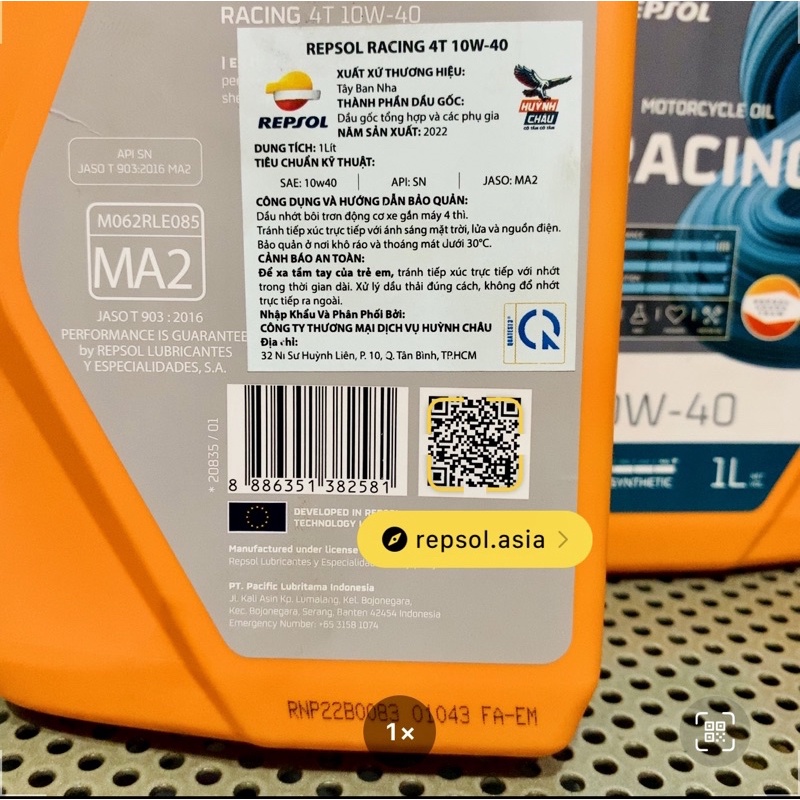 RACING 4T 10W-40
REPSOL RACING 4T 10W-40
REPSOL
XUẤT XỨ THƯƠNG HIỆU:
Tây Ban Nha
THÀNH PHẦN DẦU GỐC:
Dầu gốc tổng hợp và các phụ gia
NĂM SẢN XUẤT: 2022
HUỲNH
CHÂU
CÓ TÂM CÓ TẦM
DUNG TÍCH: 1Lít
TIÊU CHUẨN KỸ THUẬT:
SAE: 10w40 | API: SN | JASO: MA2
CÔNG DỤNG VÀ HƯỚNG DẪN BẢO QUẢN:
Dầu nhớt bôi trơn động cơ xe gắn máy 4 thì.
Tránh tiếp xúc trực tiếp với ánh sáng mặt trời, lửa và nguồn điện.
Bảo quản ở nơi khô ráo và thoáng mát dưới 30°C.
CẢNH BÁO AN TOÀN:
Để xa tầm tay của trẻ em, tránh tiếp xúc trực tiếp với nhớt
trong thời gian dài. Xử lý dầu thải đúng cách, không đổ nhớt
trực tiếp ra ngoài.
Nhập Khẩu Và Phân Phối Bởi:
CÔNG TY THƯƠNG MẠI DỊCH VỤ HUỲNH CHÂU
Địa chỉ:
32 Ni Sư Huỳnh Liên, P. 10, Q. Tân Bình, TP.HCM
QUATEST3
API SN
JASO T 903:2016 MA2
M062RLE085
MA2
JASO T 903 : 2016
PERFORMANCE IS GUARANTEE
by REPSOL LUBRICANTES
Y ESPECIALIDADES, S.A.
* 20835 / 01
8 886351 382581
DEVELOPED IN REPSOL
TECHNOLOGY
repsol.asia
Manufactured under license
Repsol Lubricantes y Especialidad
PT. Pacific Lubritama Indonesia
Jl. Kali Asin Kp. Lumalang, Kel. Bojonegara,
Kec. Bojonegara, Serang, Banten 42454 Indonesia
Emergency Number: +65 3158 1074
RNP22B0083 01043 FA-EM
1×
EPSOL
MOTORCYCLE OIL
RACING
0W-40
SYNTHETIC
1L
REPSOL